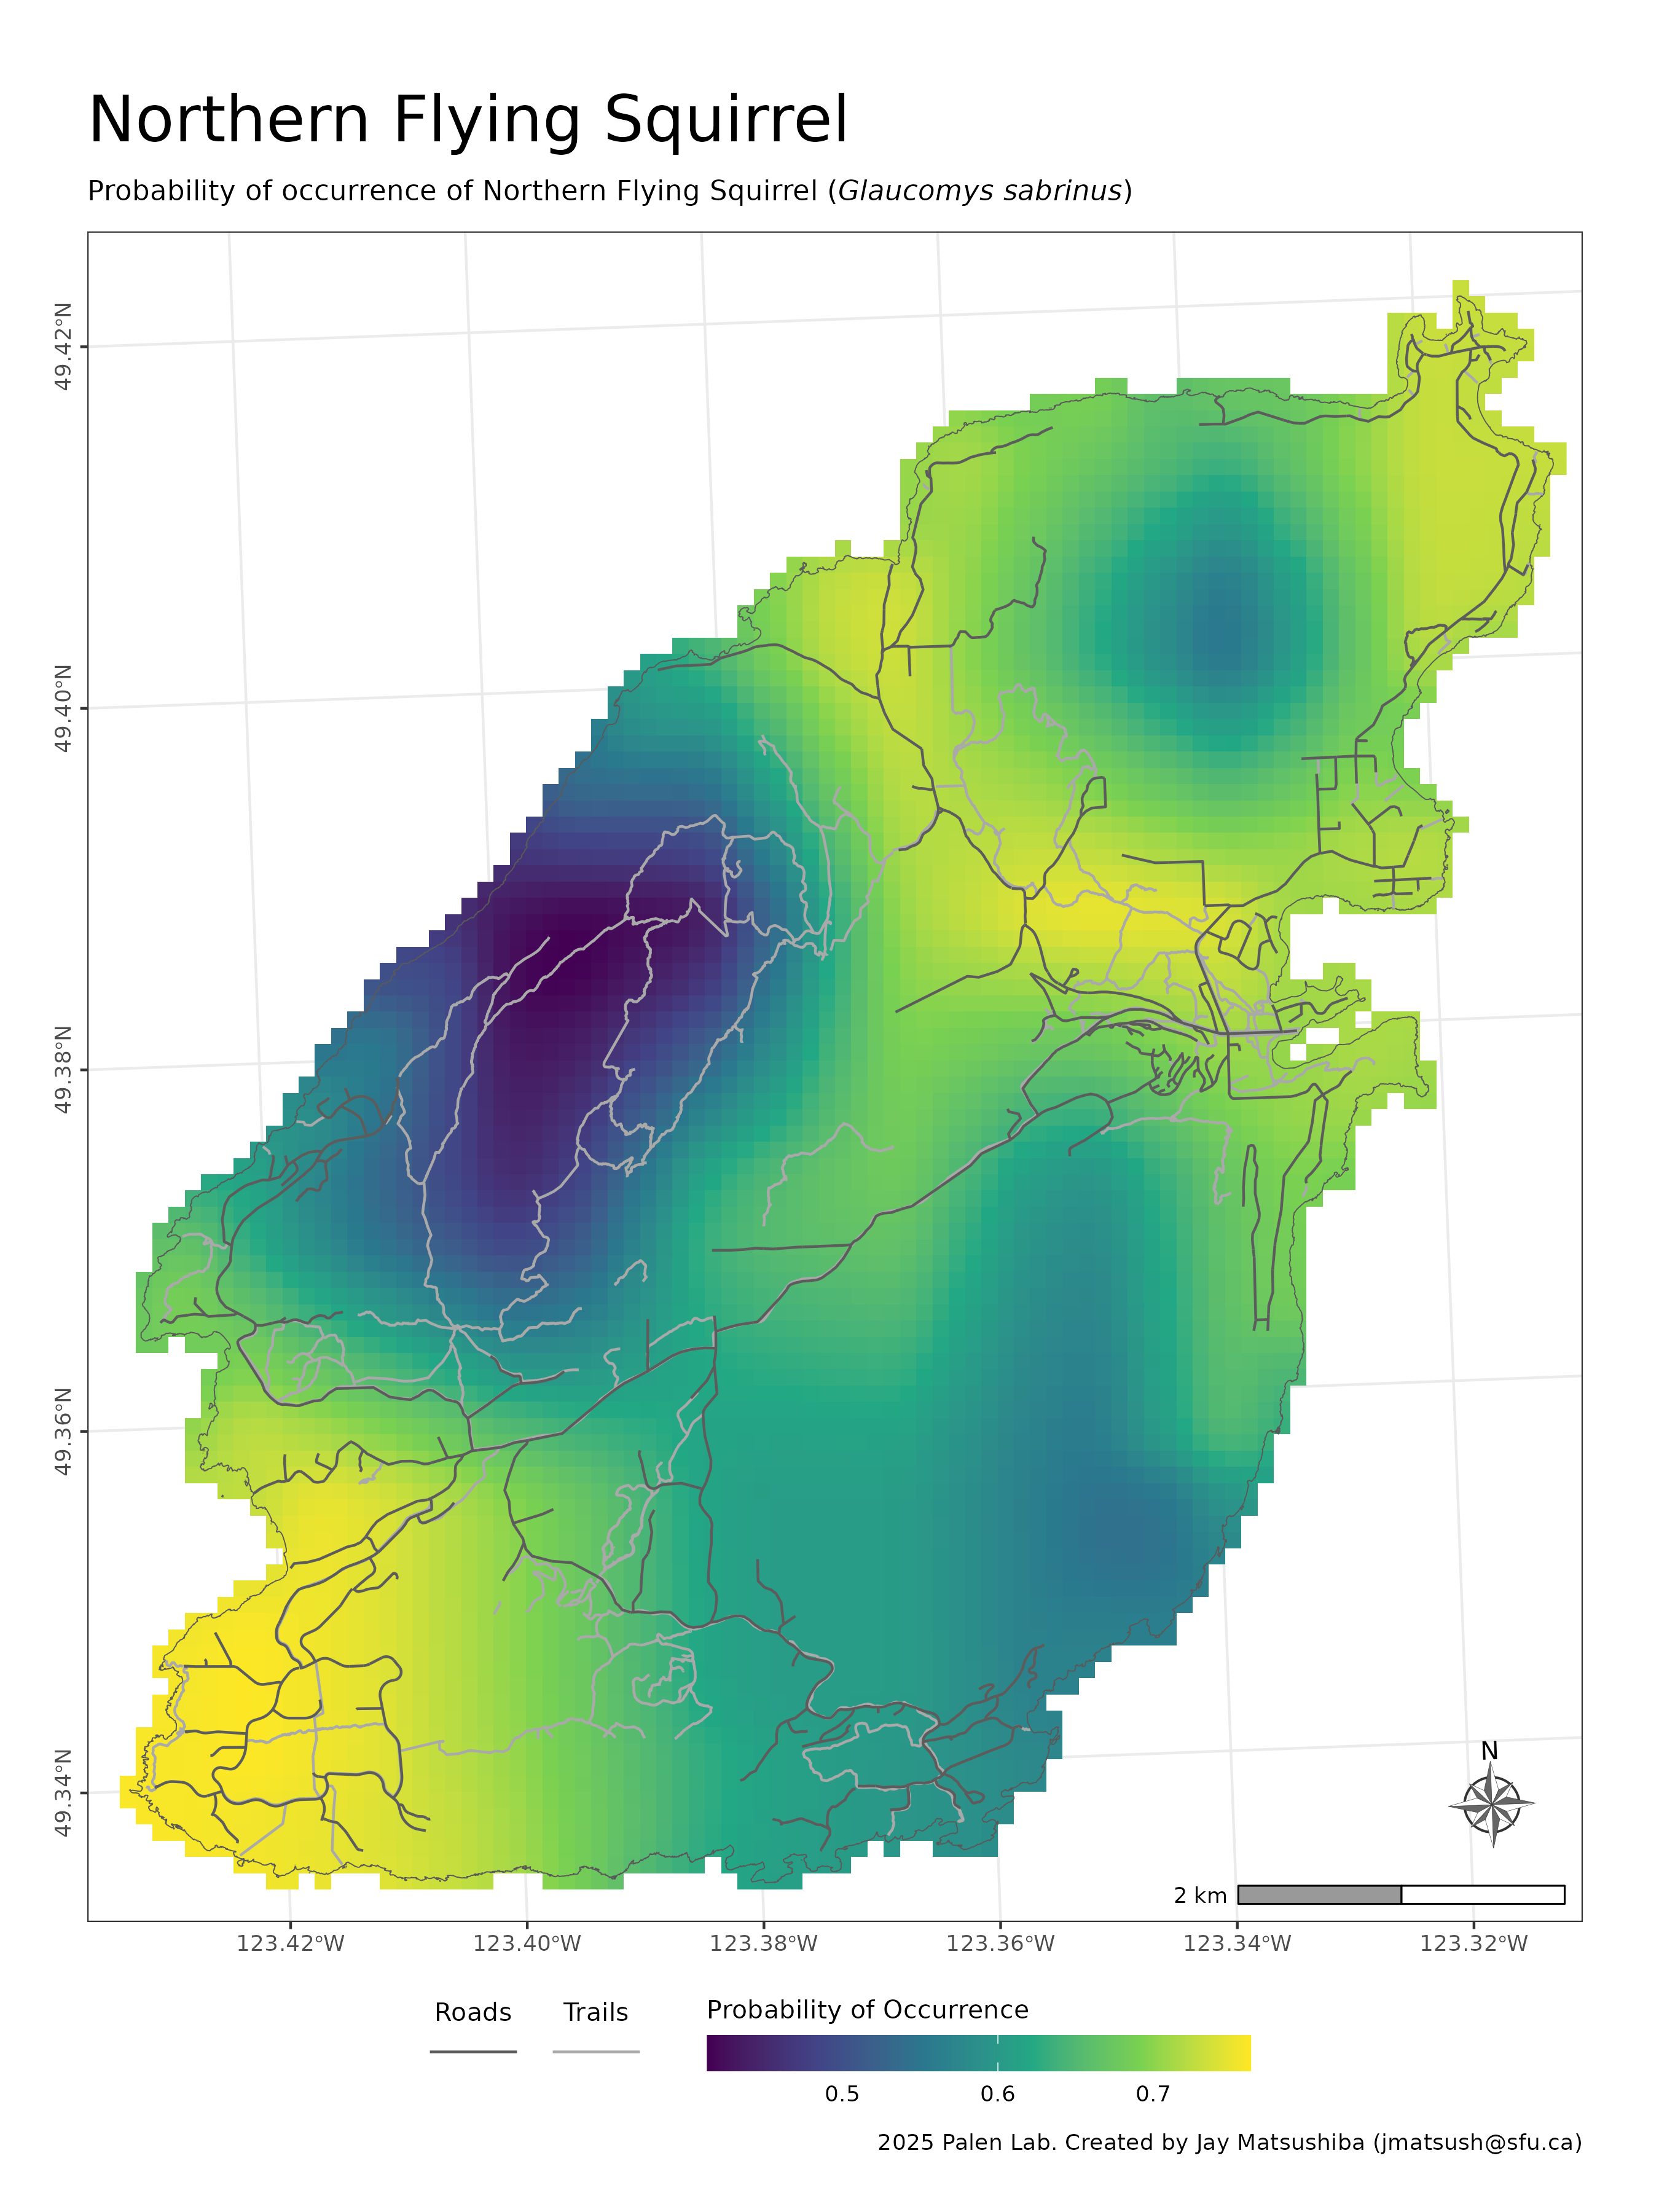 Northern Flying Squirrel
Probability of occurrence of Northern Flying Squirrel (Glaucomys sabrinus)
49.42°N
49.40°N
49.38°N
49.36°N
49.34°N
N
2 km
123.42°W 123.40°W 123.38°W 123.36°W 123.34°W 123.32°W
Roads Trails Probability of Occurrence
0.5 0.6 0.7
2025 Palen Lab. Created by Jay Matsushiba (jmatsush@sfu.ca)